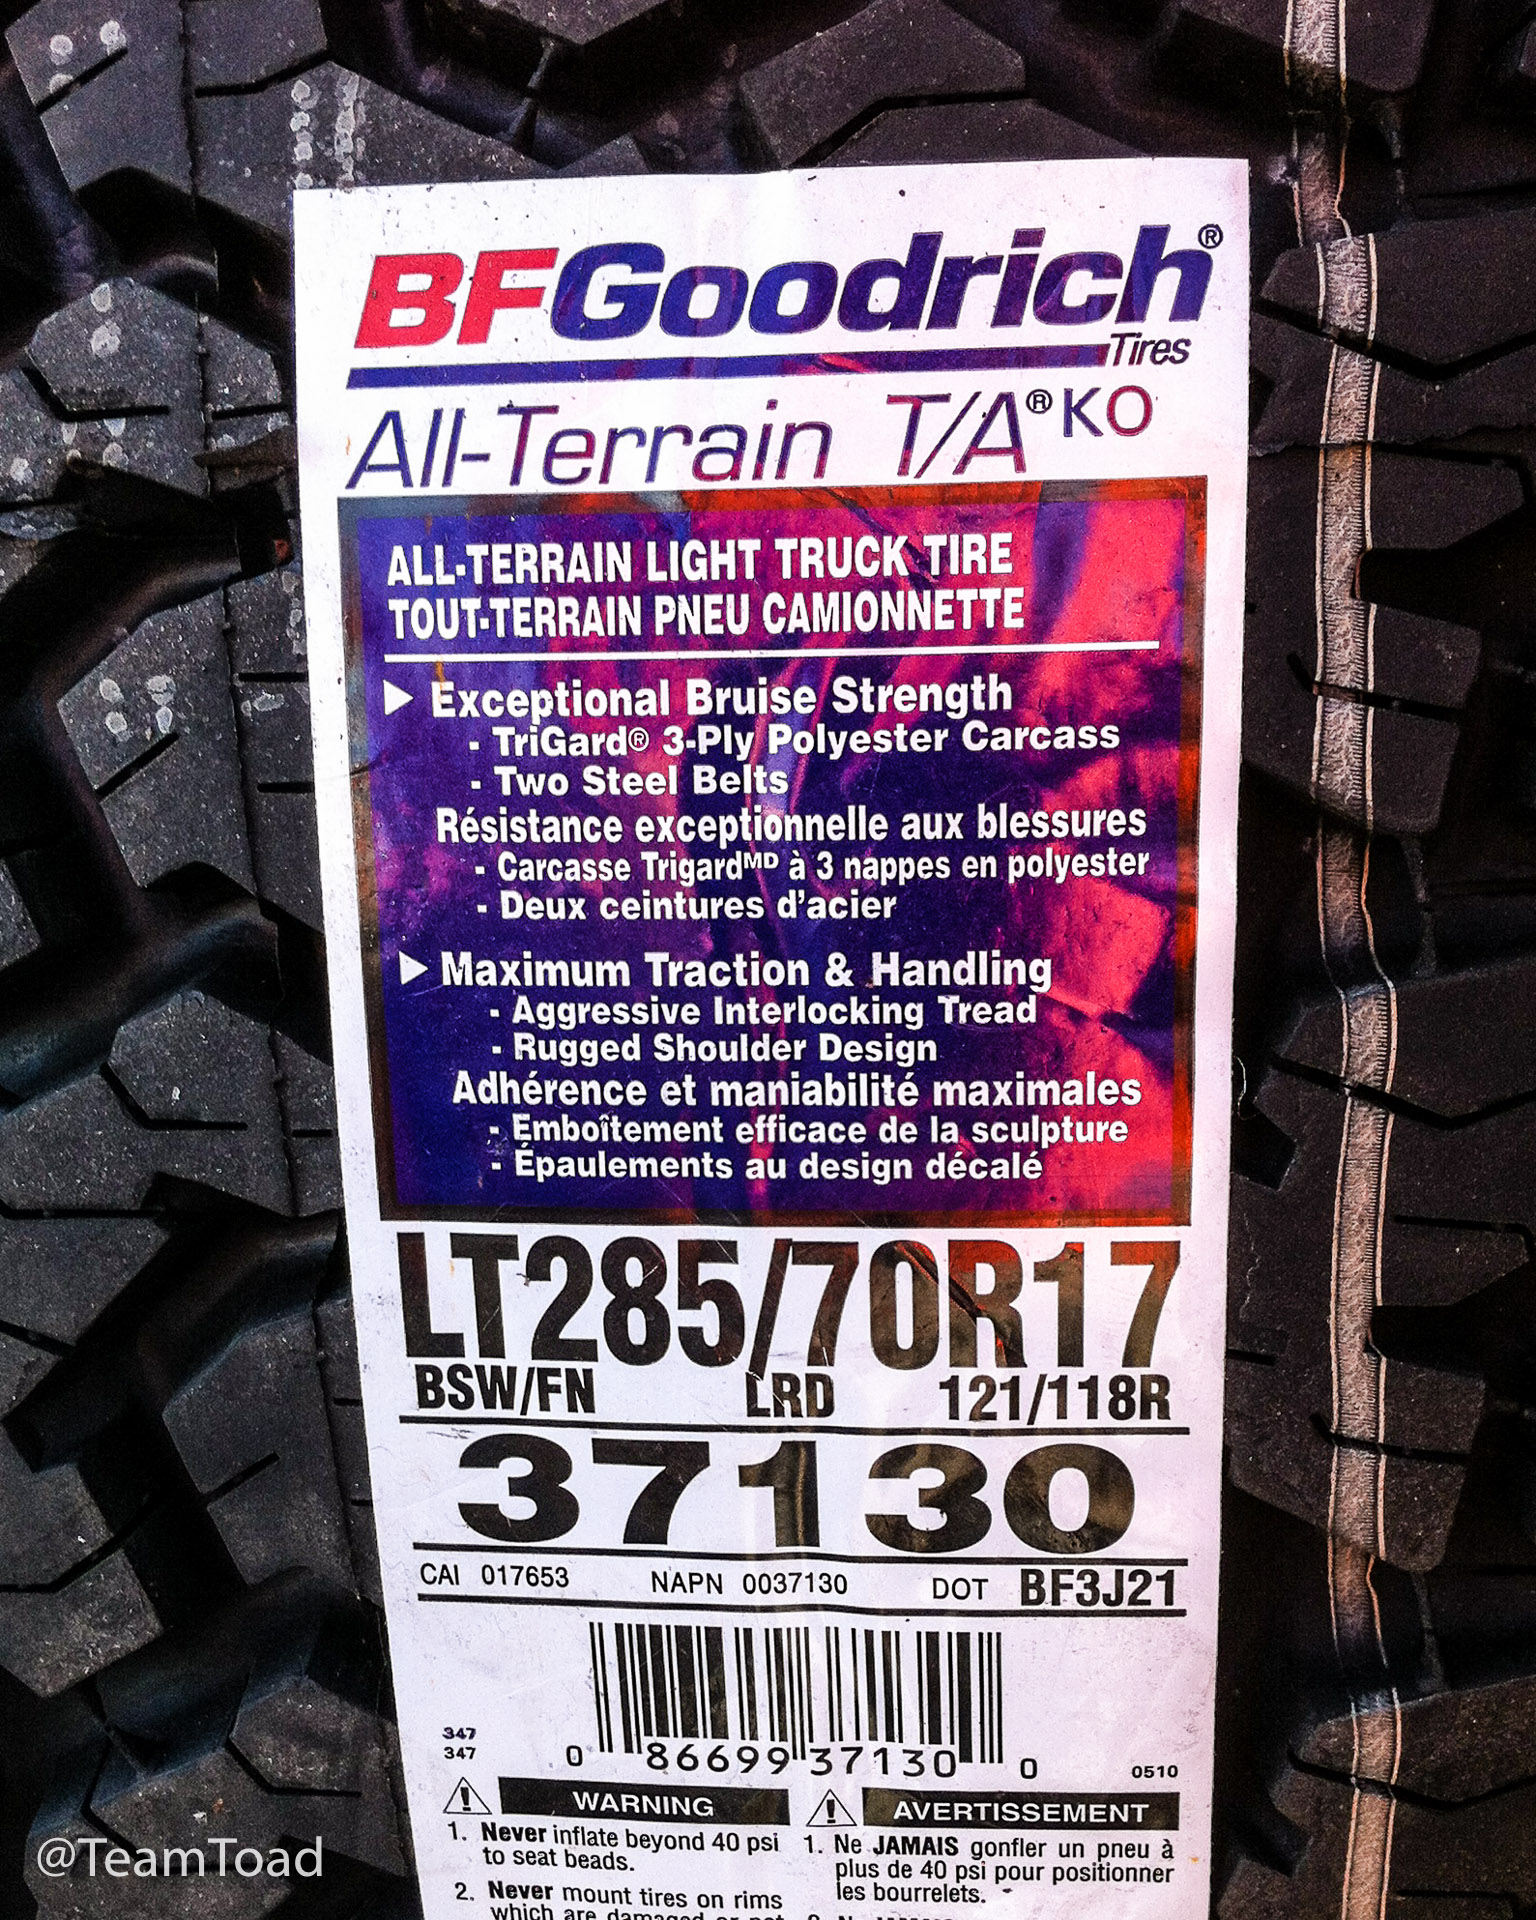 BFGoodrich®
Tires
All-Terrain T/A® KO
ALL-TERRAIN LIGHT TRUCK TIRE
TOUT-TERRAIN PNEU CAMIONNETTE
▶ Exceptional Bruise Strength
- TriGard® 3-Ply Polyester Carcass
- Two Steel Belts
Résistance exceptionnelle aux blessures
- Carcasse Trigardᴹᴰ à 3 nappes en polyester
- Deux ceintures d'acier
▶ Maximum Traction & Handling
- Aggressive Interlocking Tread
- Rugged Shoulder Design
Adhérence et maniabilité maximales
- Emboîtement efficace de la sculpture
- Épaulements au design décalé
LT285/70R17
BSW/FN LRD 121/118R
37130
CAI 017653 NAPN 0037130 DOT BF3J21
347
347
0 86699 37130 0
0510
WARNING
1. Never inflate beyond 40 psi
to seat beads.
2. Never mount tires on rims
which are damaged or not
AVERTISSEMENT
1. Ne JAMAIS gonfler un pneu à
plus de 40 psi pour positionner
les bourrelets.
@TeamToad